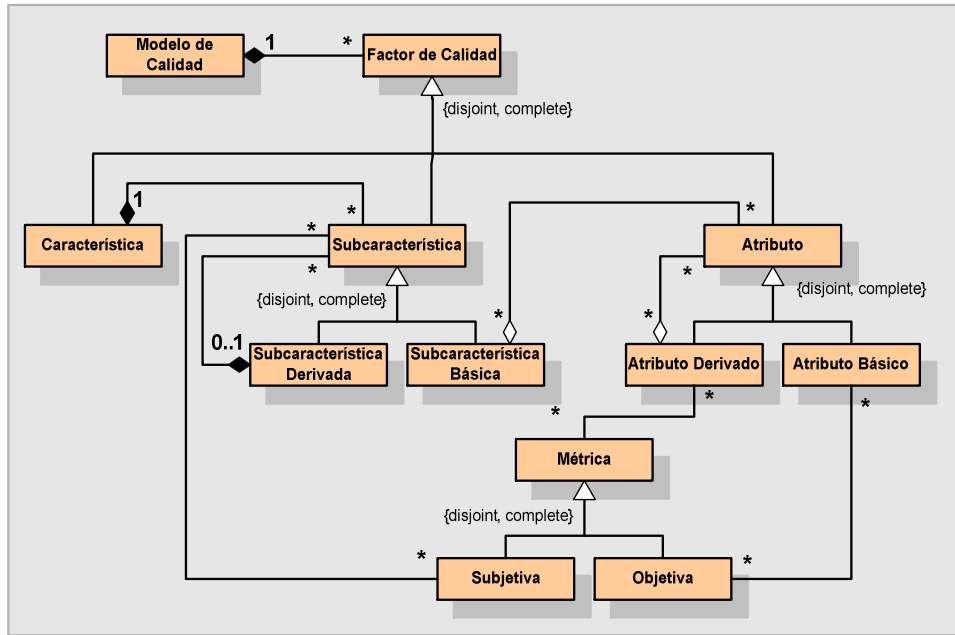 Modelo de
Calidad
1
*
Factor de Calidad
{disjoint, complete}
1
*
*
*
Característica
Subcaracterística
*
Atributo
*
*
{disjoint, complete}
{disjoint, complete}
*
*
0..1
Subcaracterística
Derivada
Subcaracterística
Básica
Atributo Derivado
Atributo Básico
*
*
*
Métrica
{disjoint, complete}
*
*
Subjetiva
Objetiva